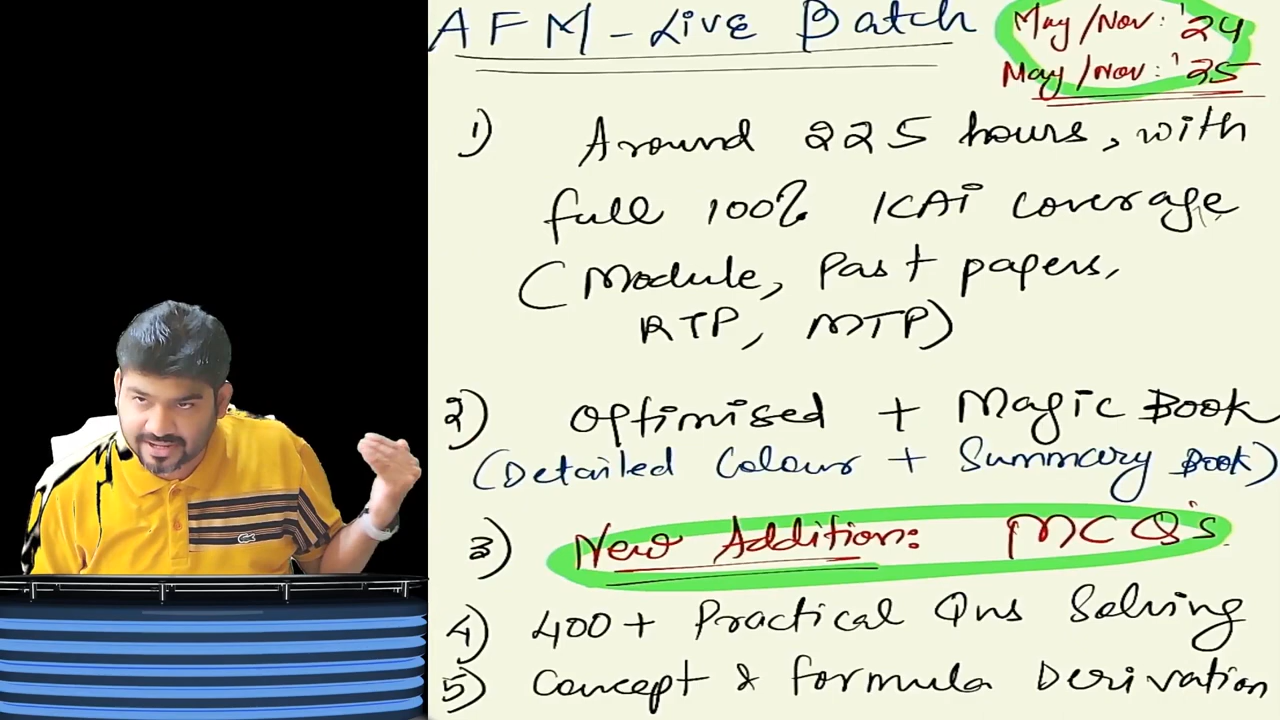 AFM - Live Batch
May/Nov: '24
May/Nov: '25
1) Around 225 hours, with
full 100% ICAI coverage
(Module, Past papers,
RTP, MTP)
2) Optimised + Magic Book
(Detailed Colour + Summary Book)
3) New Addition: MCQ's
4) 400+ Practical Qns Solving
5) Concept & formula Derivation